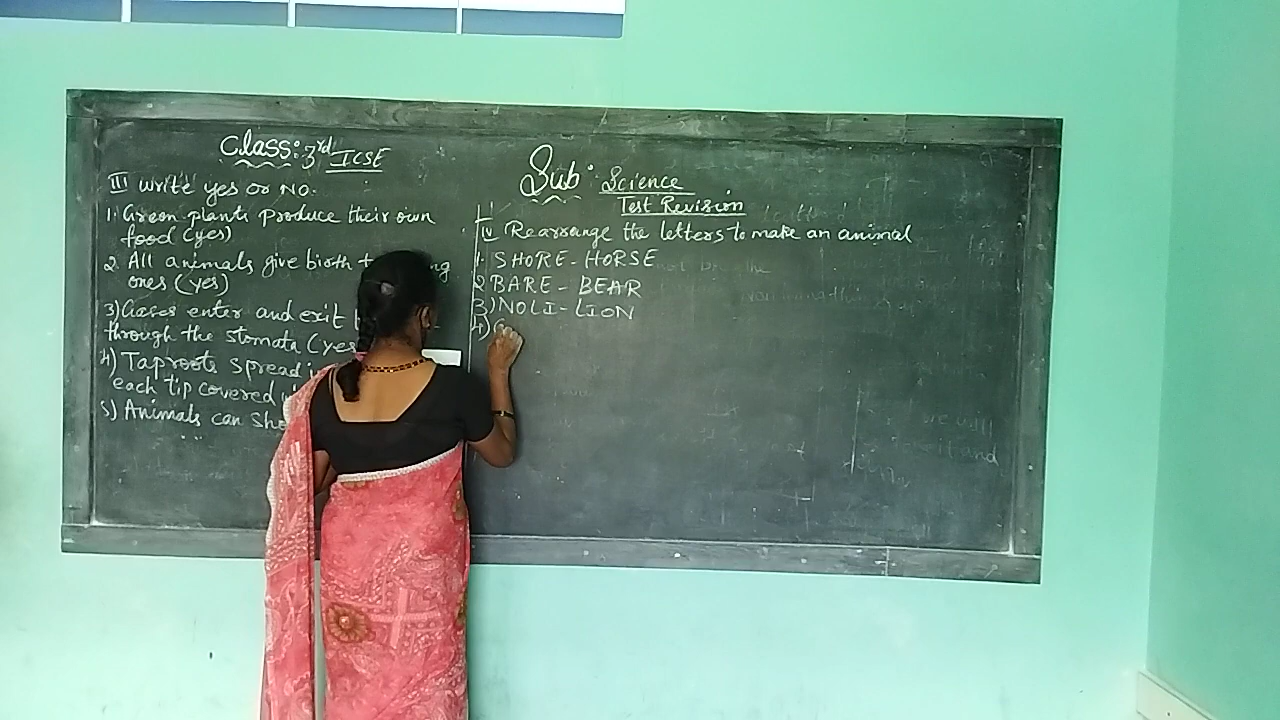 Class: 3rd ICSE
III Write yes or No.
1. Green plants produce their own
food (yes)
2. All animals give birth
ones (yes)
3) Gases enter and exit
through the stomata (yes
4) Taproots spread
each tip covered
5) Animals can
Sub: Science
Test Revision
IV Rearrange the letters to make an animal
1. SHORE - HORSE
2 BARE - BEAR
3) NOLI - LION
4)